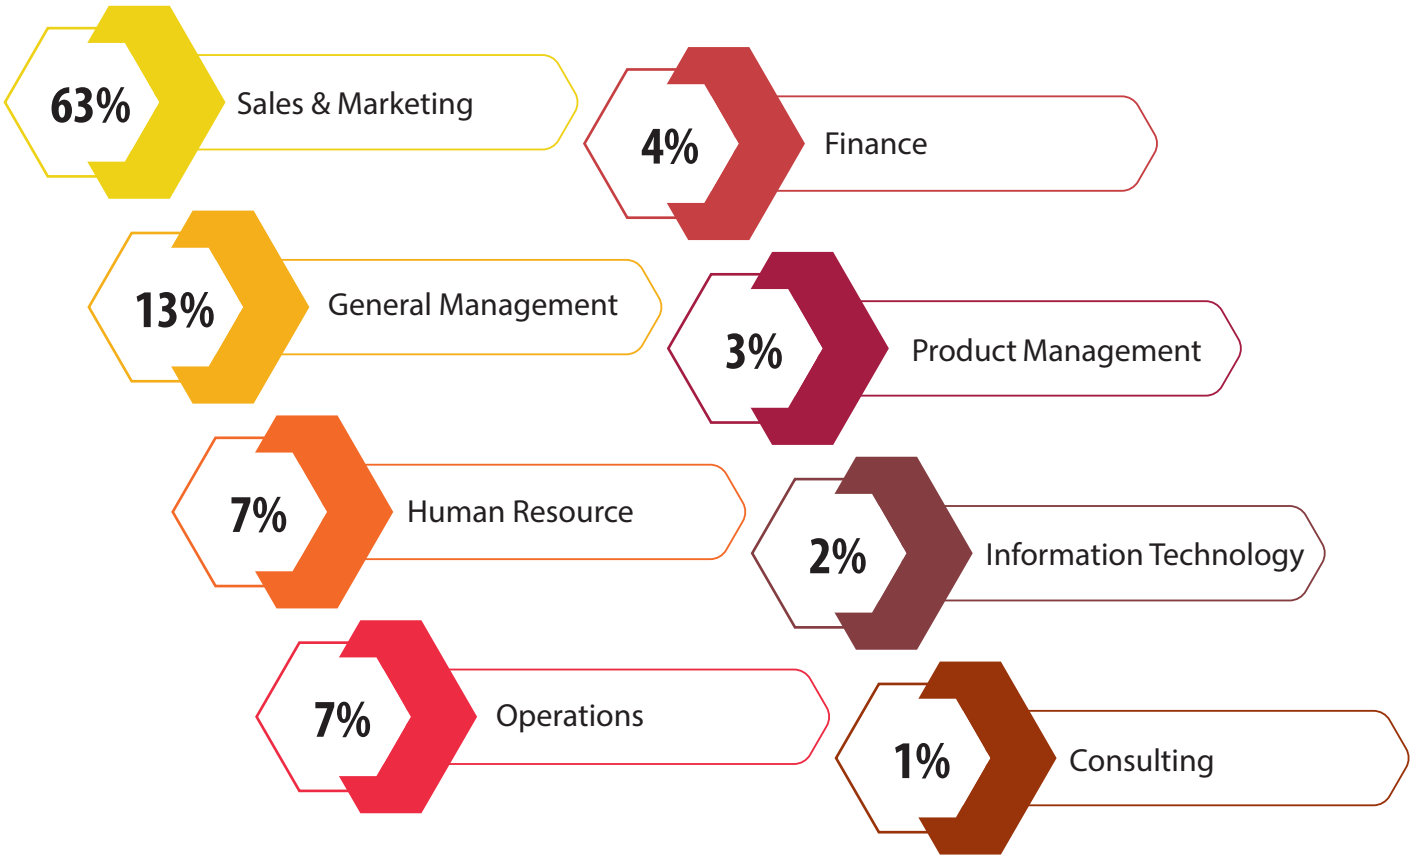 63%
Sales & Marketing
13%
General Management
7%
Human Resource
7%
Operations
4%
Finance
3%
Product Management
2%
Information Technology
1%
Consulting